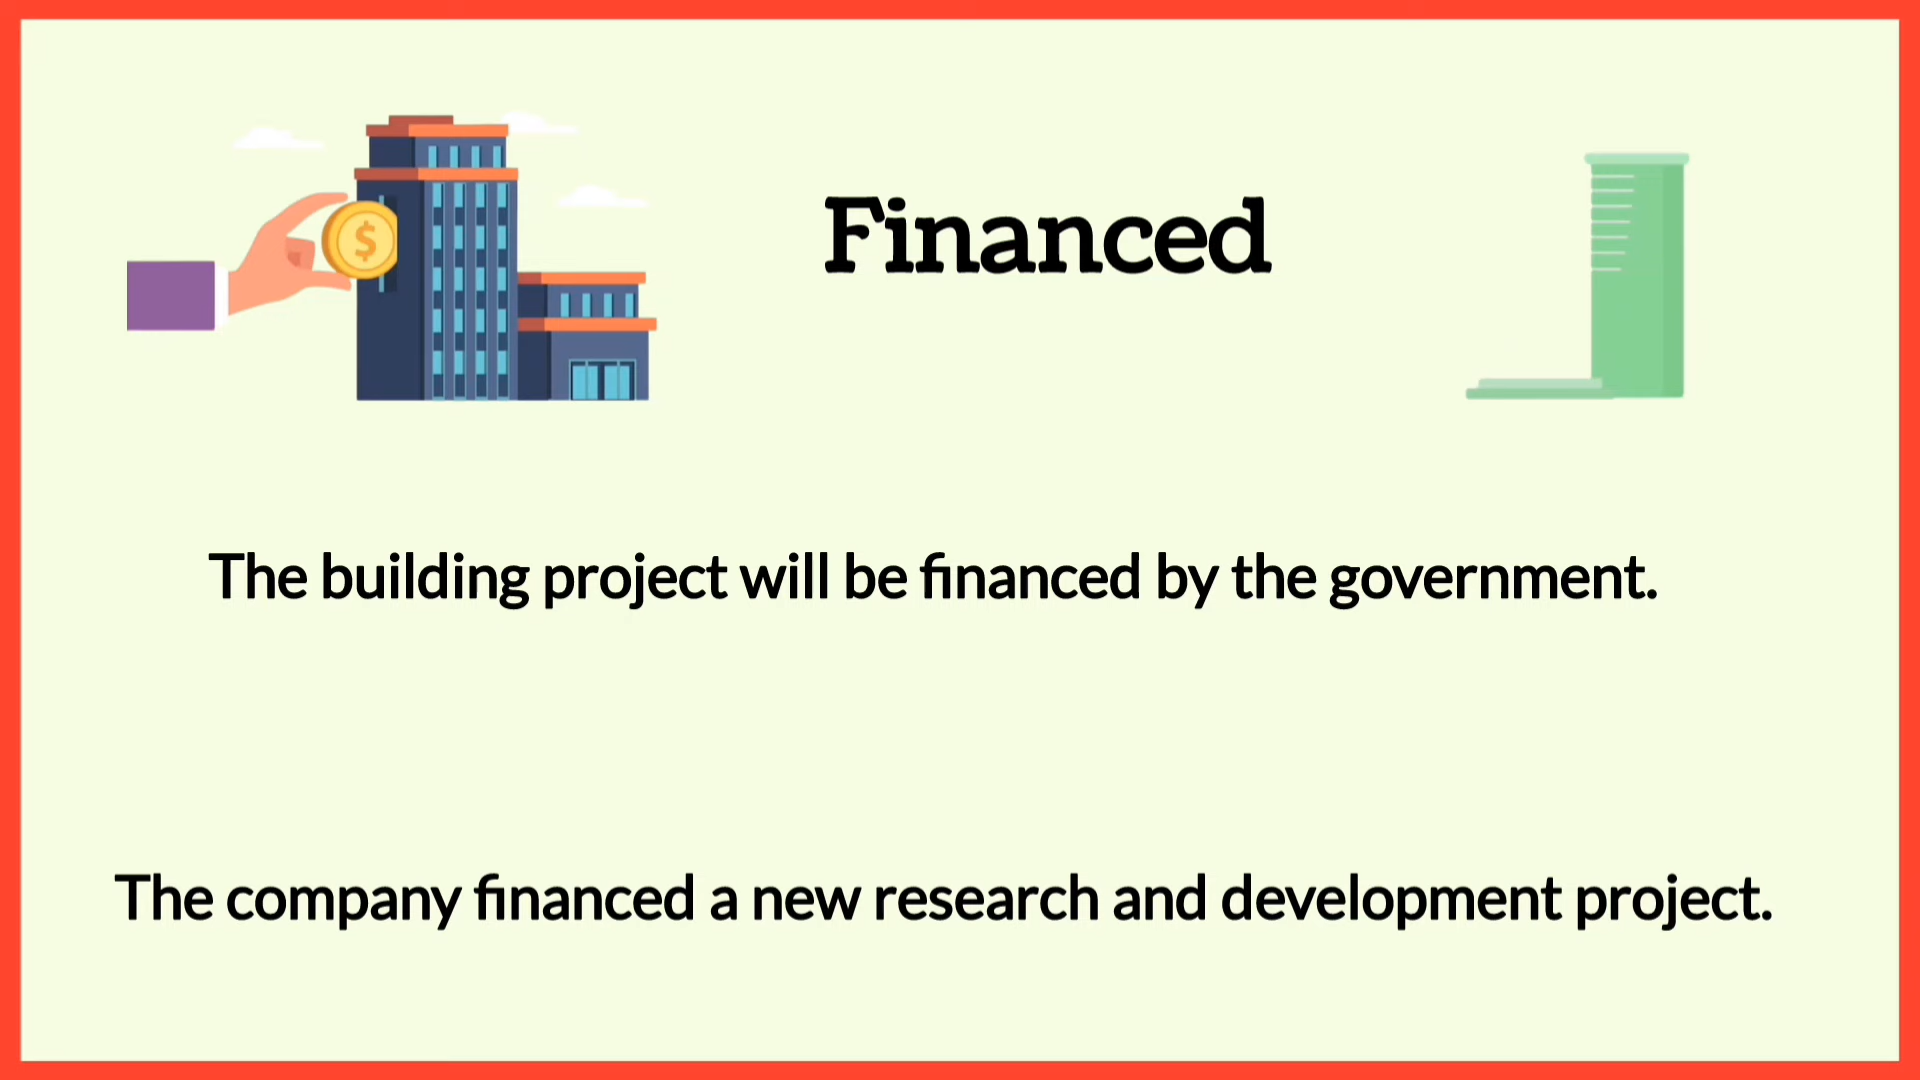 $
Financed
The building project will be financed by the government.
The company financed a new research and development project.